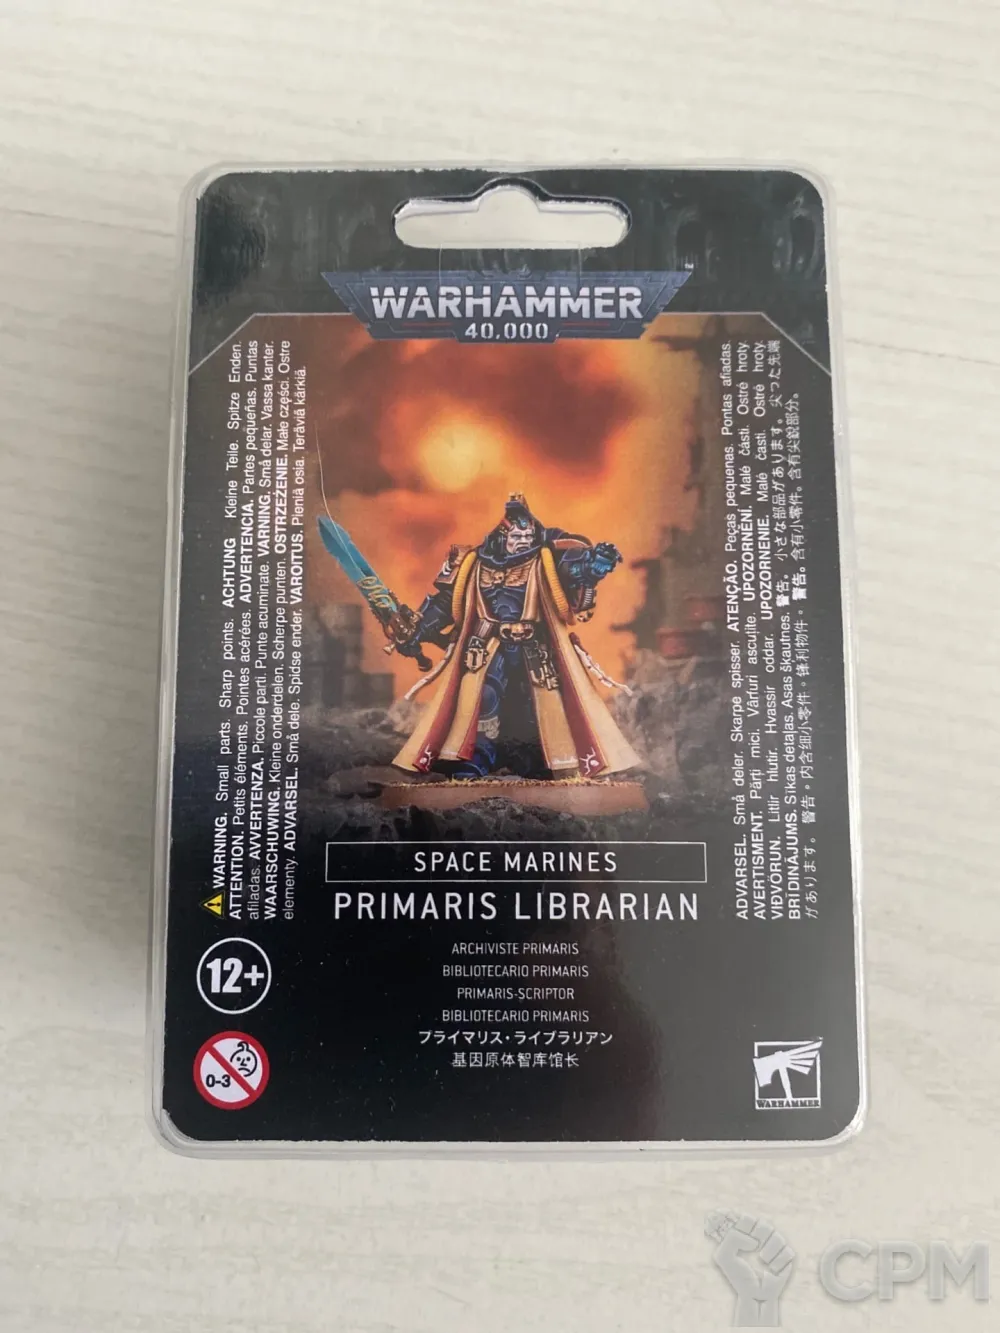 WARHAMMER
40,000
WARNING. Small parts. Sharp points. ACHTUNG Kleine Teile. Spitze Enden.
ATTENTION. Petits éléments. Pointes acérées. ADVERTENCIA. Partes pequeñas. Puntas
afiladas. AVVERTENZA. Piccole parti. Punte acuminate. VARNING. Små delar. Vassa kanter.
WAARSCHUWING. Kleine onderdelen. Scherpe punten. OSTRZEŻENIE. Małe części. Ostre
elementy. ADVARSEL. Små dele. Spidse ender. VAROITUS. Pieniä osia. Teräviä kärkiä.
ADVARSEL. Små deler. Skarpe spisser. ATENÇÃO. Peças pequenas. Pontas afiadas.
AVERTISMENT. Părți mici. Vârfuri ascuțite. UPOZORNĚNÍ. Malé části. Ostré hroty.
VIÐVÖRUN. Litlir hlutir. Hvassir oddar. UPOZORNENIE. Malé časti. Ostré hroty.
BRĪDINĀJUMS. Sīkas detaļas. Asas šķautnes. 警告。小さな部品があります。尖った先端
があります。警告。内含细小零件。锋利物件。警告。含有小零件。含有尖銳部分。
SPACE MARINES
PRIMARIS LIBRARIAN
ARCHIVISTE PRIMARIS
BIBLIOTECARIO PRIMARIS
PRIMARIS-SCRIPTOR
BIBLIOTECARIO PRIMARIS
プライマリス・ライブラリアン
基因原体智库馆长
12+
0-3
WARHAMMER
CPM